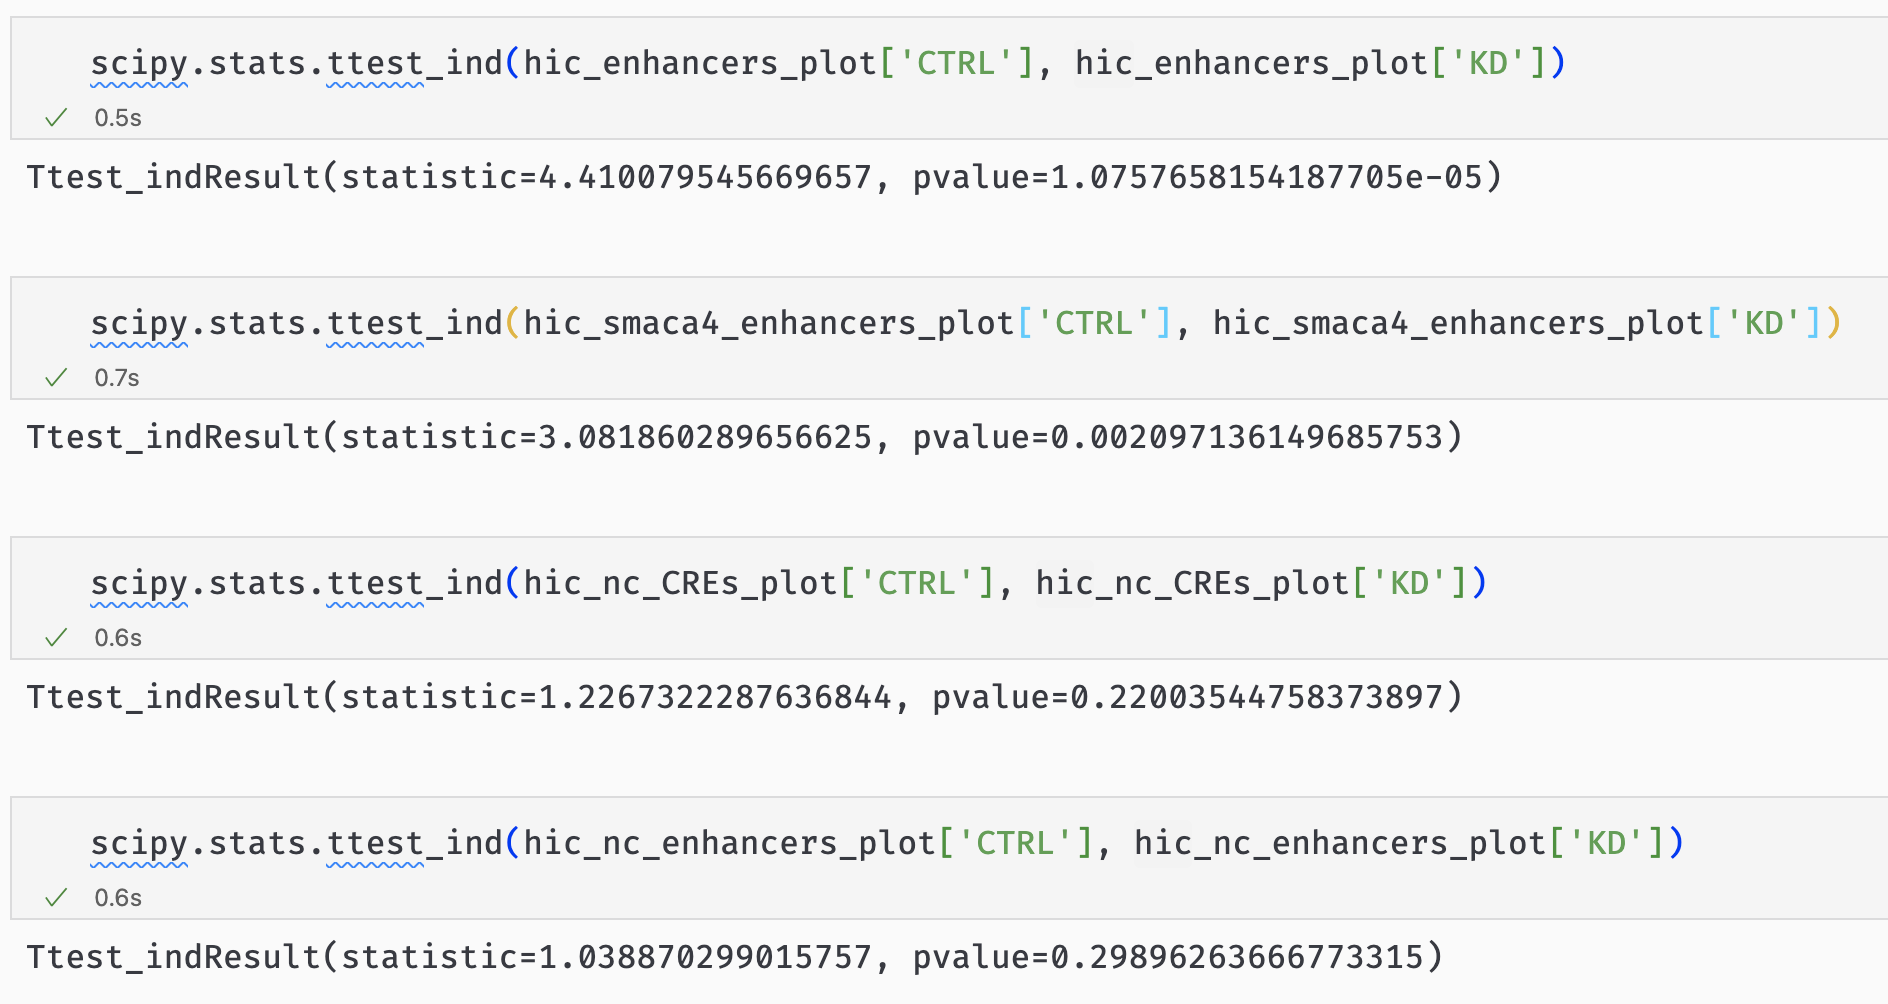 scipy.stats.ttest_ind(hic_enhancers_plot['CTRL'], hic_enhancers_plot['KD'])
0.5s
Ttest_indResult(statistic=4.410079545669657, pvalue=1.0757658154187705e-05)
scipy.stats.ttest_ind(hic_smaca4_enhancers_plot['CTRL'], hic_smaca4_enhancers_plot['KD'])
0.7s
Ttest_indResult(statistic=3.081860289656625, pvalue=0.002097136149685753)
scipy.stats.ttest_ind(hic_nc_CREs_plot['CTRL'], hic_nc_CREs_plot['KD'])
0.6s
Ttest_indResult(statistic=1.2267322287636844, pvalue=0.22003544758373897)
scipy.stats.ttest_ind(hic_nc_enhancers_plot['CTRL'], hic_nc_enhancers_plot['KD'])
0.6s
Ttest_indResult(statistic=1.038870299015757, pvalue=0.29896263666773315)